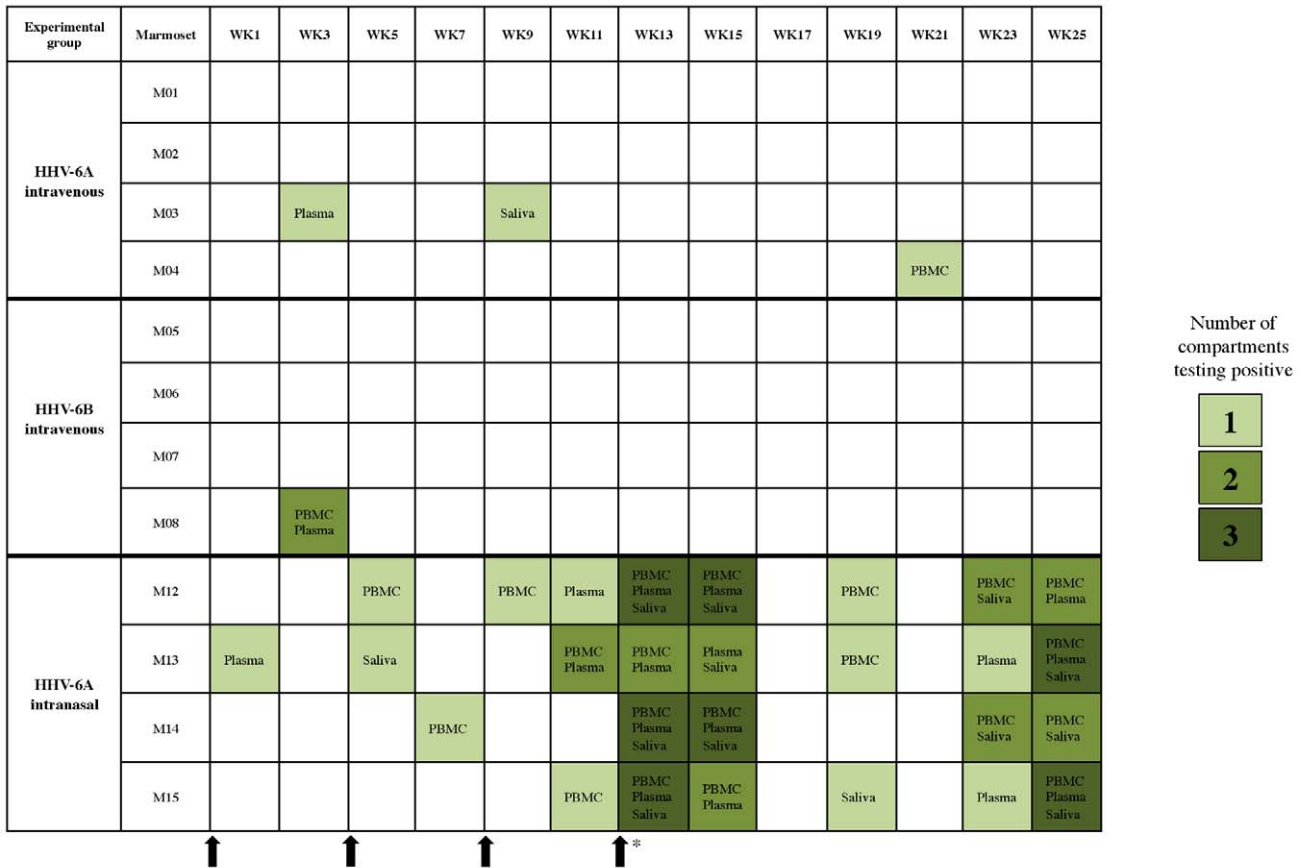 Experimental
group
Marmoset
WK1
WK3
WK5
WK7
WK9
WK11
WK13
WK15
WK17
WK19
WK21
WK23
WK25
HHV-6A
intravenous
M01
M02
M03
Plasma
Saliva
M04
PBMC
HHV-6B
intravenous
M05
M06
M07
M08
PBMC
Plasma
HHV-6A
intranasal
M12
PBMC
PBMC
Plasma
PBMC
Plasma
Saliva
PBMC
Plasma
Saliva
PBMC
PBMC
Saliva
PBMC
Plasma
M13
Plasma
Saliva
PBMC
Plasma
PBMC
Plasma
Plasma
Saliva
PBMC
Plasma
PBMC
Plasma
Saliva
M14
PBMC
PBMC
Plasma
Saliva
PBMC
Plasma
Saliva
PBMC
Saliva
PBMC
Saliva
M15
PBMC
PBMC
Plasma
Saliva
PBMC
Plasma
Saliva
Plasma
PBMC
Plasma
Saliva
*
Number of
compartments
testing positive
1
2
3